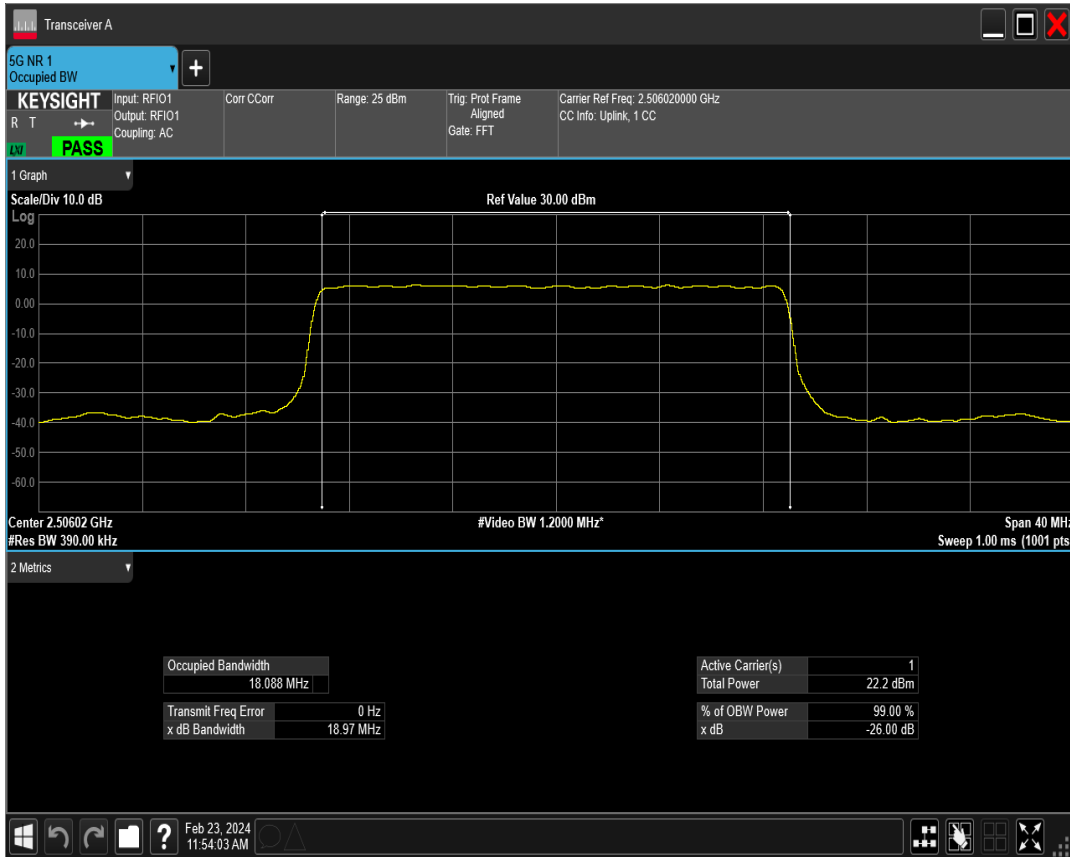 Transceiver A
5G NR 1
Occupied BW
+
KEYSIGHT
R T
LXI
PASS
Input: RFIO1
Output: RFIO1
Coupling: AC
Corr CCorr
Range: 25 dBm
Trig: Prot Frame
Aligned
Gate: FFT
Carrier Ref Freq: 2.506020000 GHz
CC Info: Uplink, 1 CC
1 Graph
Scale/Div 10.0 dB
Ref Value 30.00 dBm
Log
20.0
10.0
0.00
-10.0
-20.0
-30.0
-40.0
-50.0
-60.0
Center 2.50602 GHz
#Video BW 1.2000 MHz*
Span 40 MHz
#Res BW 390.00 kHz
Sweep 1.00 ms (1001 pts
2 Metrics
Occupied Bandwidth
18.088 MHz
Transmit Freq Error 0 Hz
x dB Bandwidth 18.97 MHz
Active Carrier(s) 1
Total Power 22.2 dBm
% of OBW Power 99.00 %
x dB -26.00 dB
?
Feb 23, 2024
11:54:03 AM